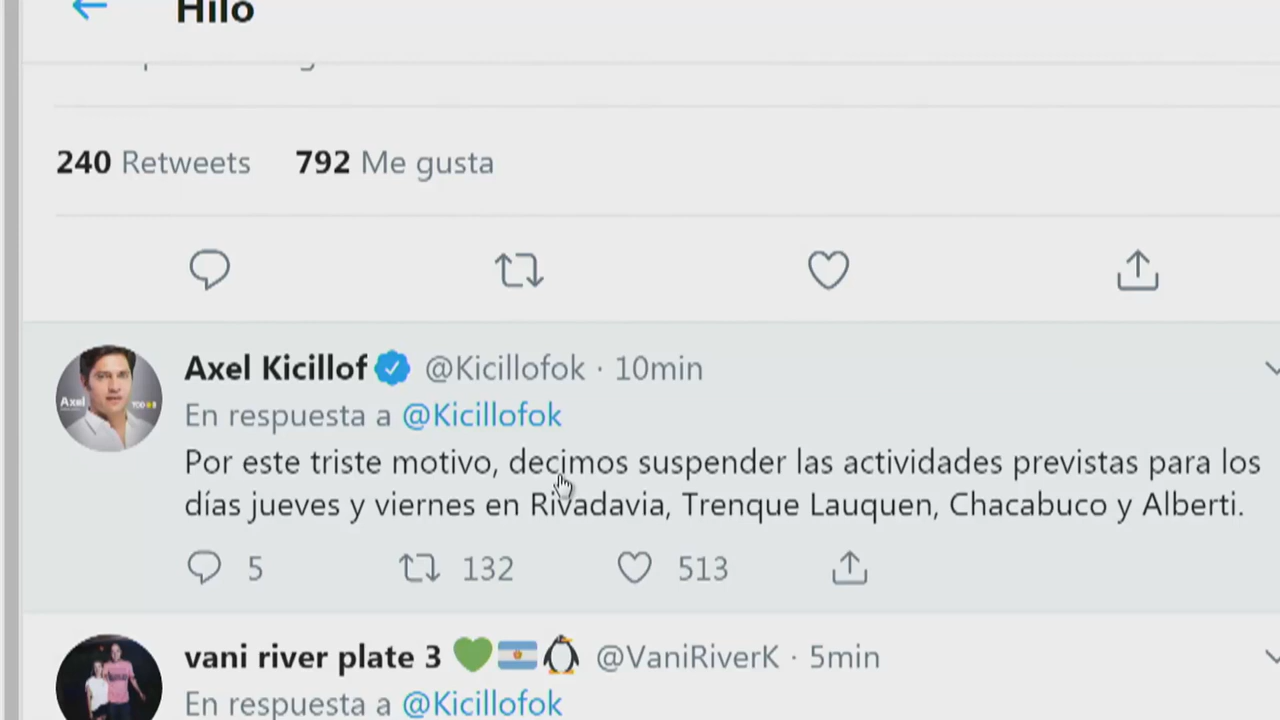 Hilo
240 Retweets 792 Me gusta
Axel Kicillof @Kicillofok · 10min
En respuesta a @Kicillofok
Por este triste motivo, decimos suspender las actividades previstas para los
días jueves y viernes en Rivadavia, Trenque Lauquen, Chacabuco y Alberti.
5 132 513
Axel
vani river plate 3 💚🇦🇷🐧 @VaniRiverK · 5min
En respuesta a @Kicillofok